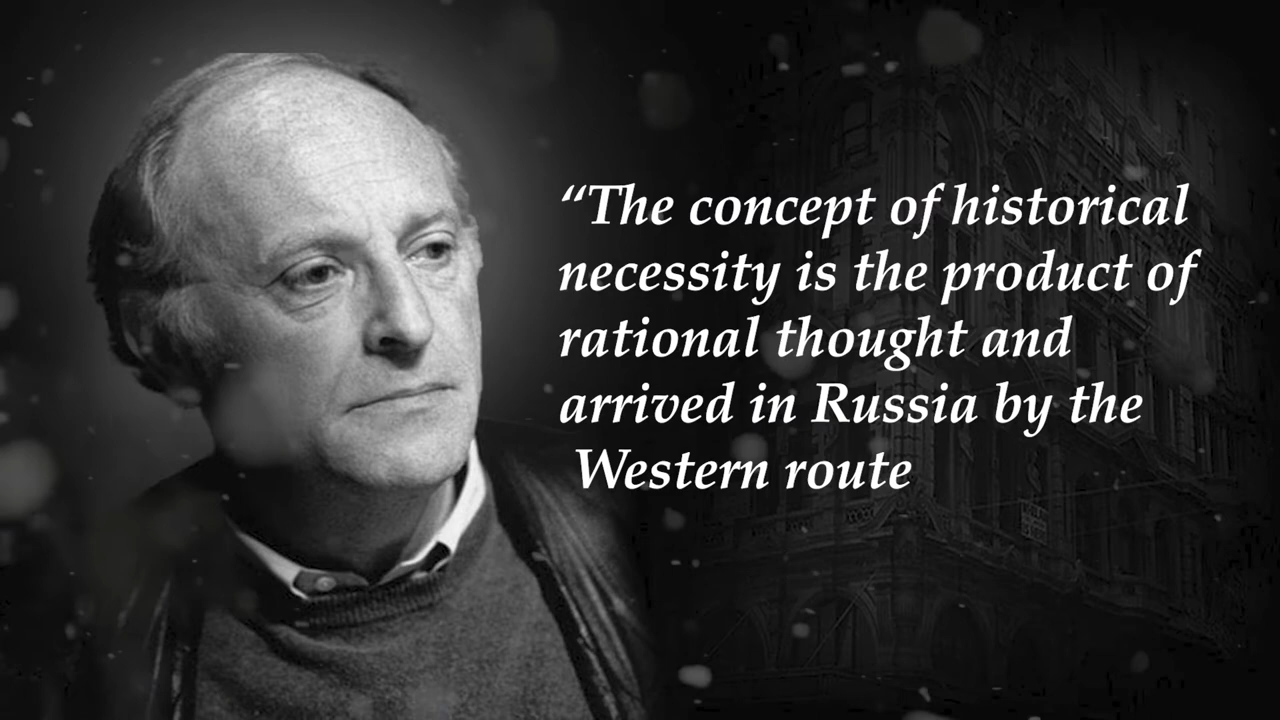 “The concept of historical
necessity is the product of
rational thought and
arrived in Russia by the
Western route